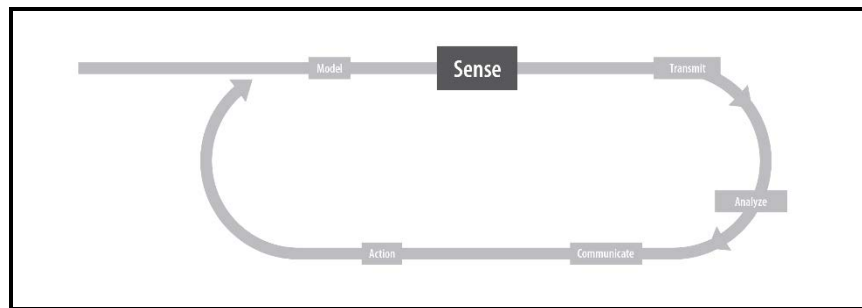 Model
Sense
Transmit
Analyze
Communicate
Action